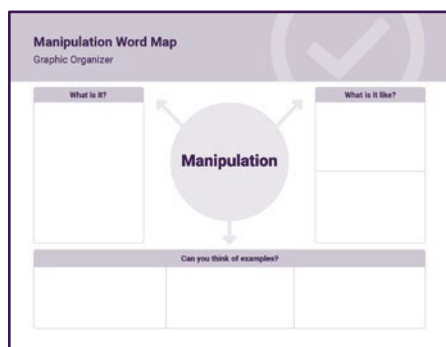 Manipulation Word Map
Graphic Organizer
What is it?
What is it like?
Manipulation
Can you think of examples?